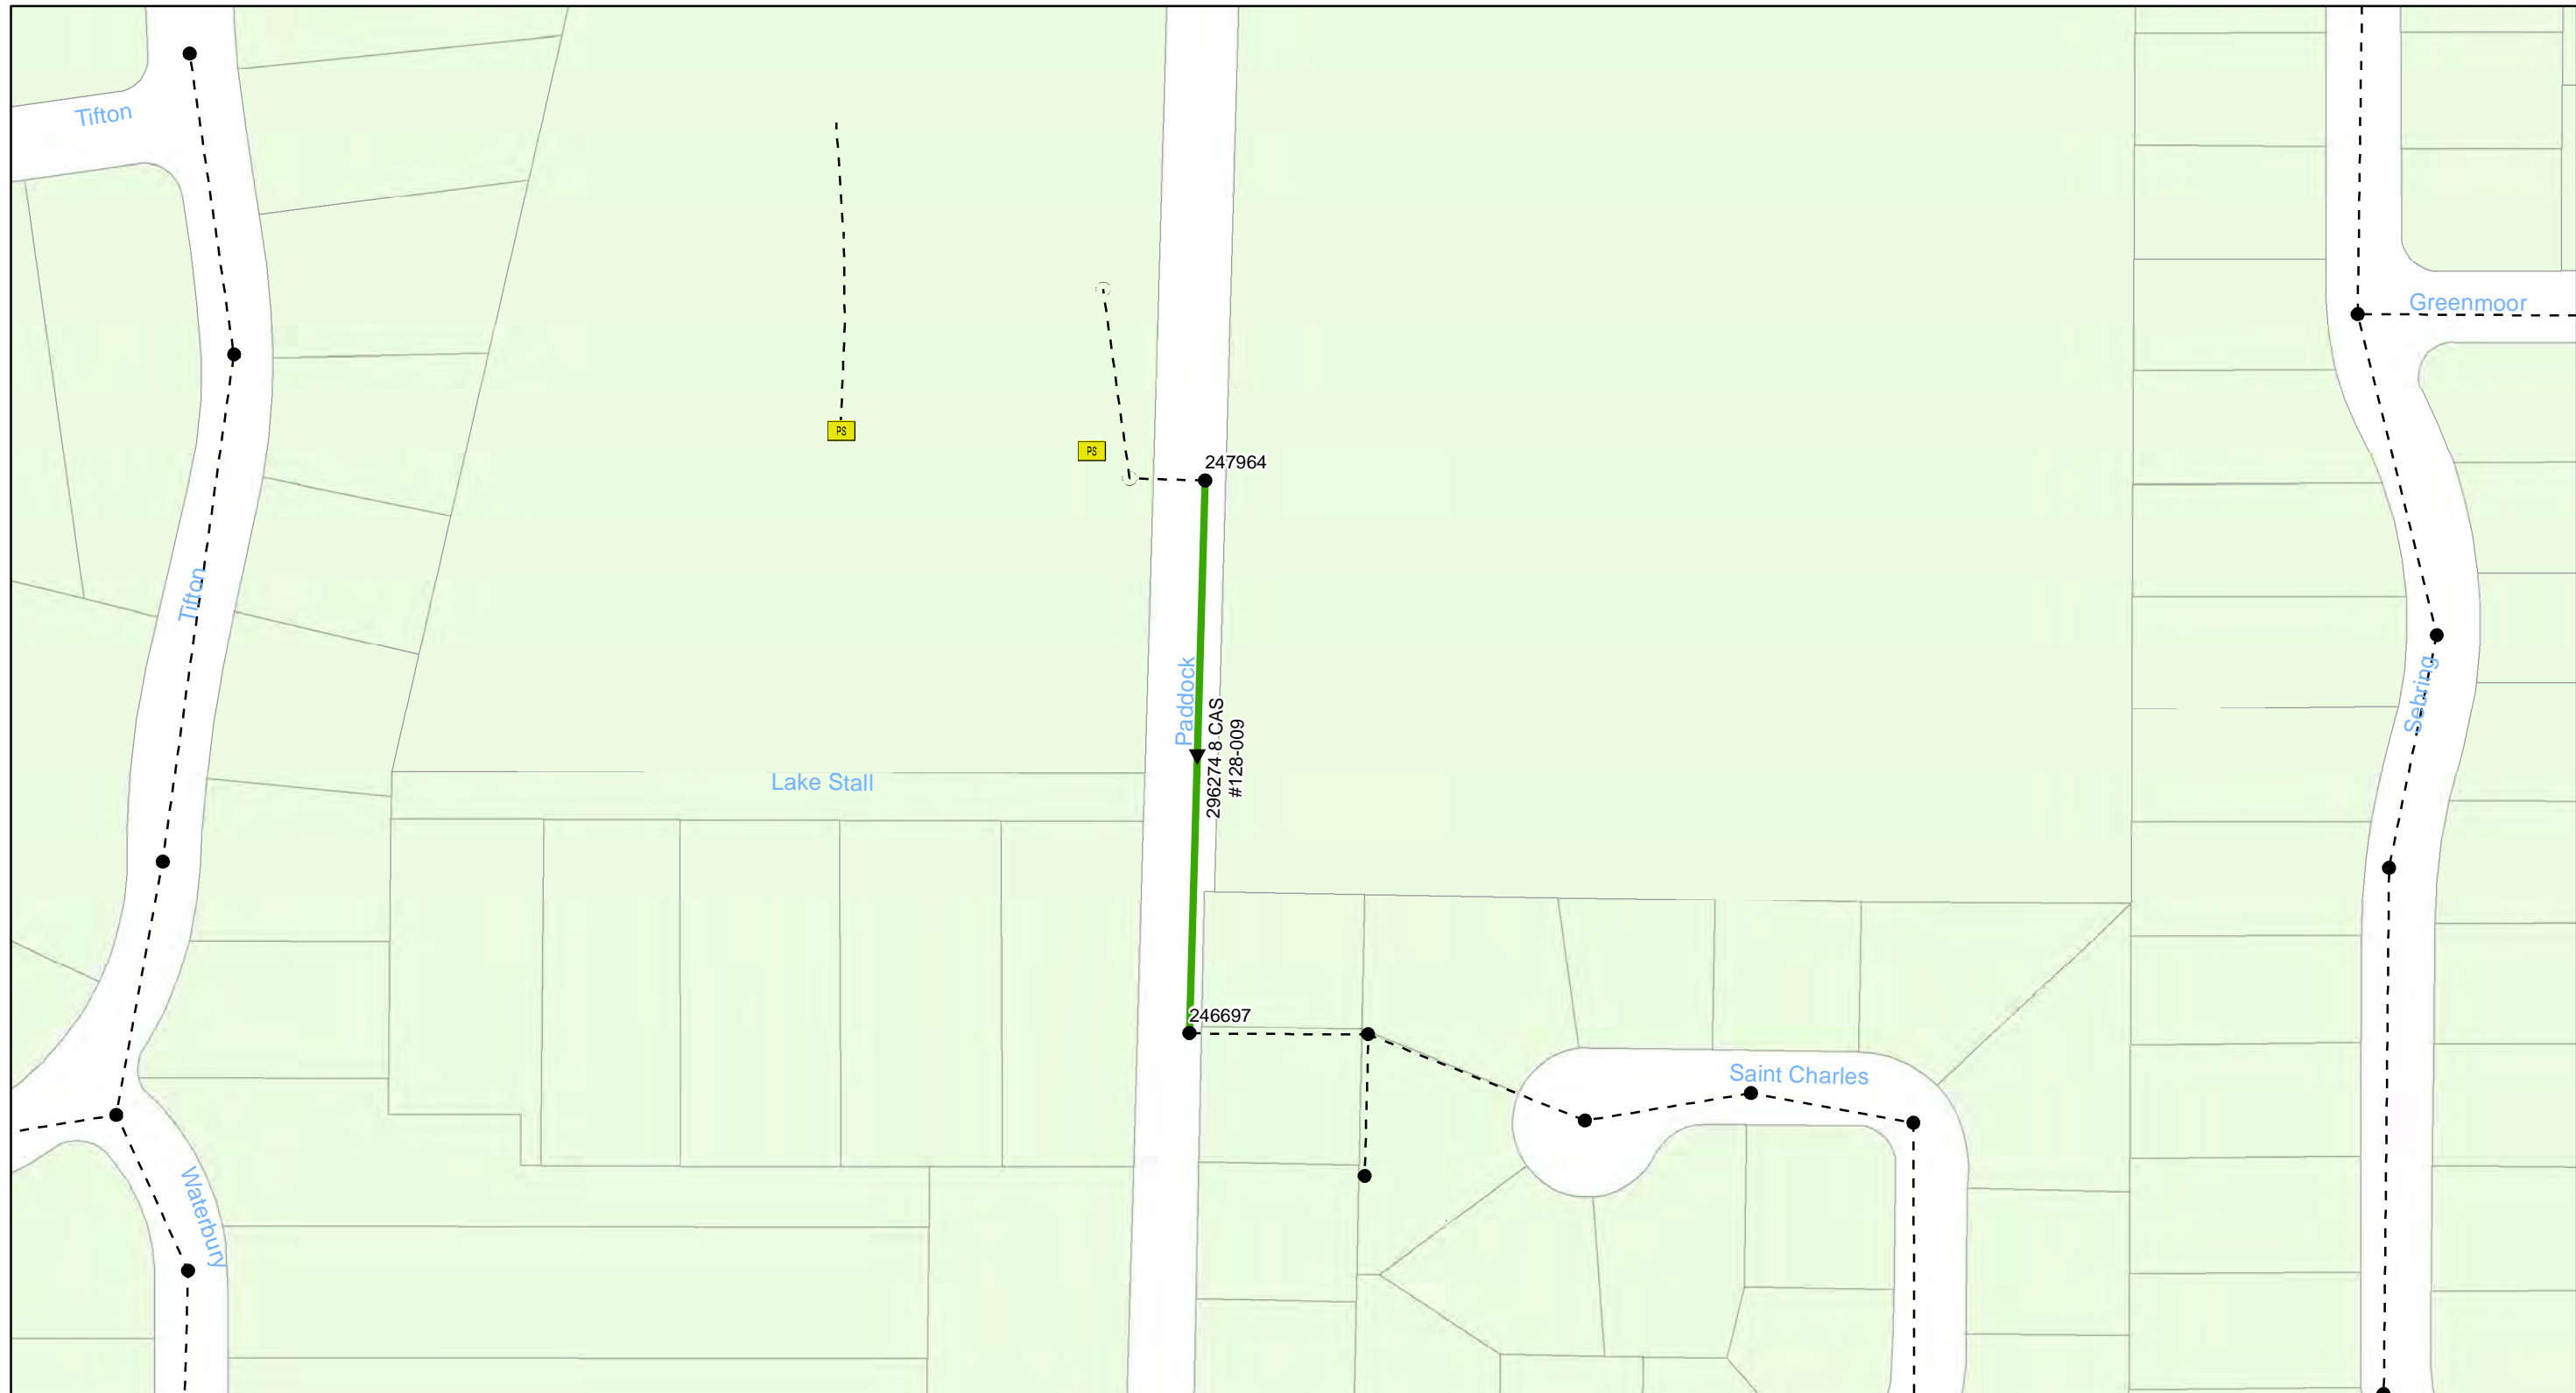 Tifton
Greenmoor
PS
PS
247964
Tifton
Paddock
Sebring
296274-8 CAS
#128-009
Lake Stall
246697
Saint Charles
Waterbury